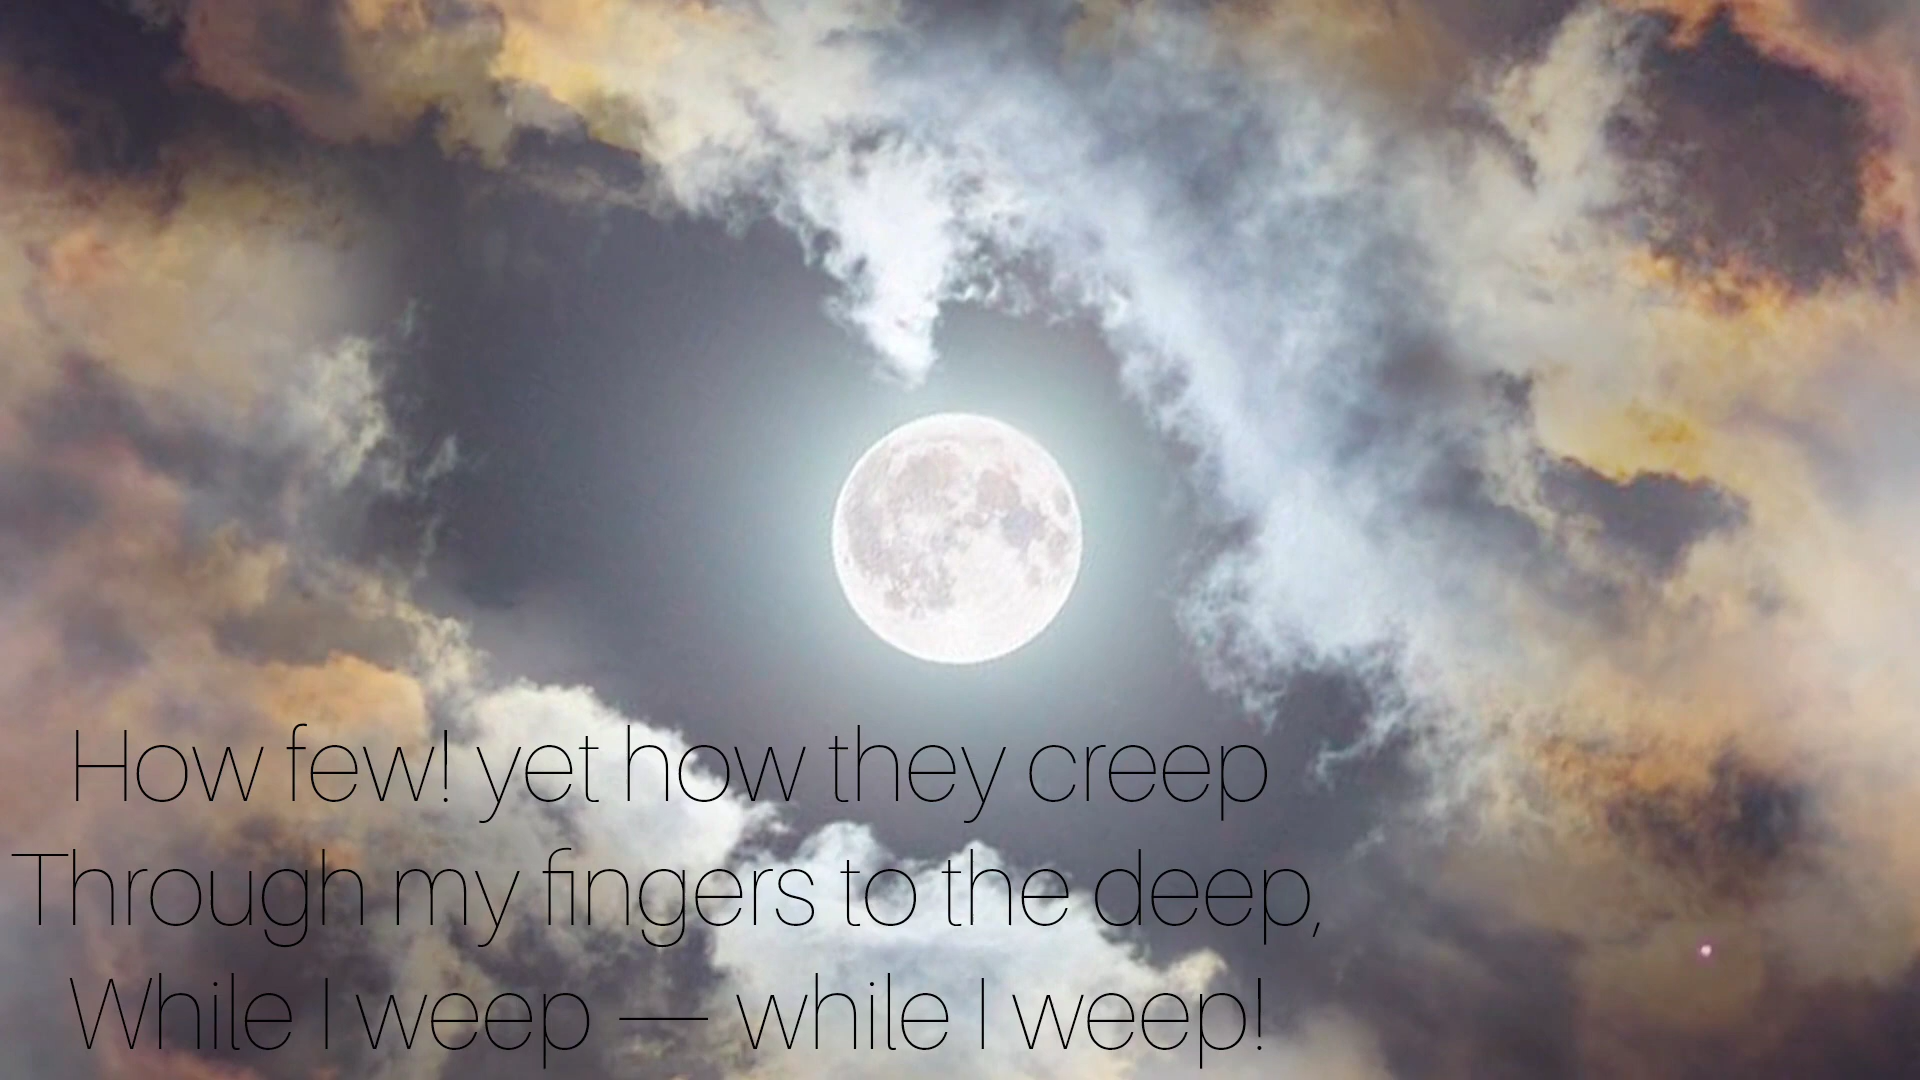 How few! yet how they creep
Through my fingers to the deep,
While I weep — while I weep!